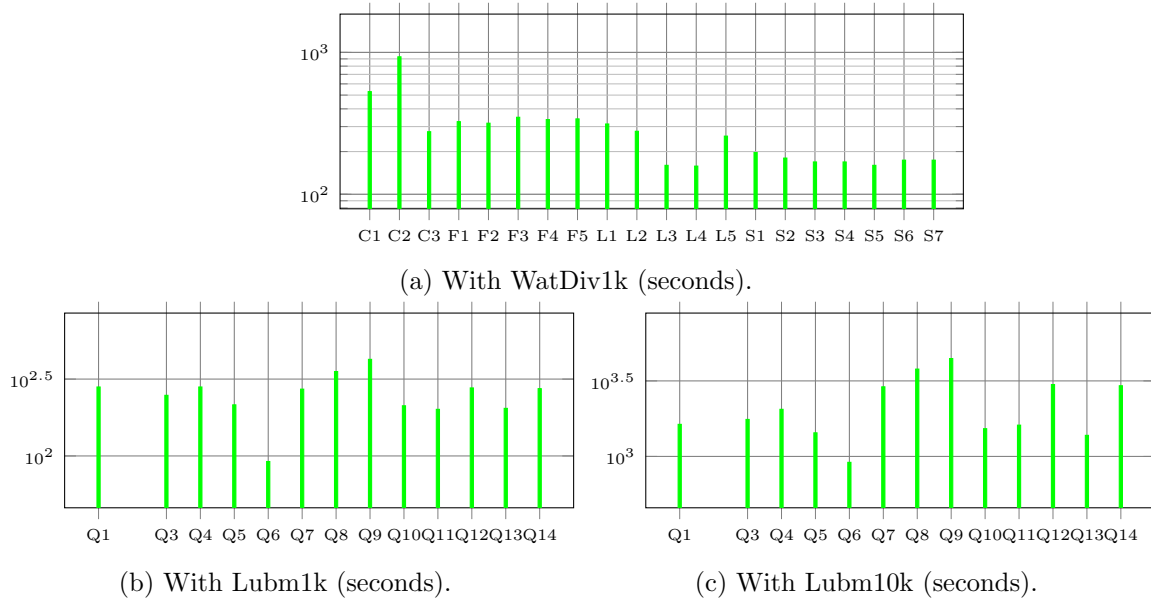 10^3
10^2
C1 C2 C3 F1 F2 F3 F4 F5 L1 L2 L3 L4 L5 S1 S2 S3 S4 S5 S6 S7
(a) With WatDiv1k (seconds).
10^2.5
10^2
Q1 Q3 Q4 Q5 Q6 Q7 Q8 Q9 Q10 Q11 Q12 Q13 Q14
(b) With Lubm1k (seconds).
10^3.5
10^3
Q1 Q3 Q4 Q5 Q6 Q7 Q8 Q9 Q10 Q11 Q12 Q13 Q14
(c) With Lubm10k (seconds).